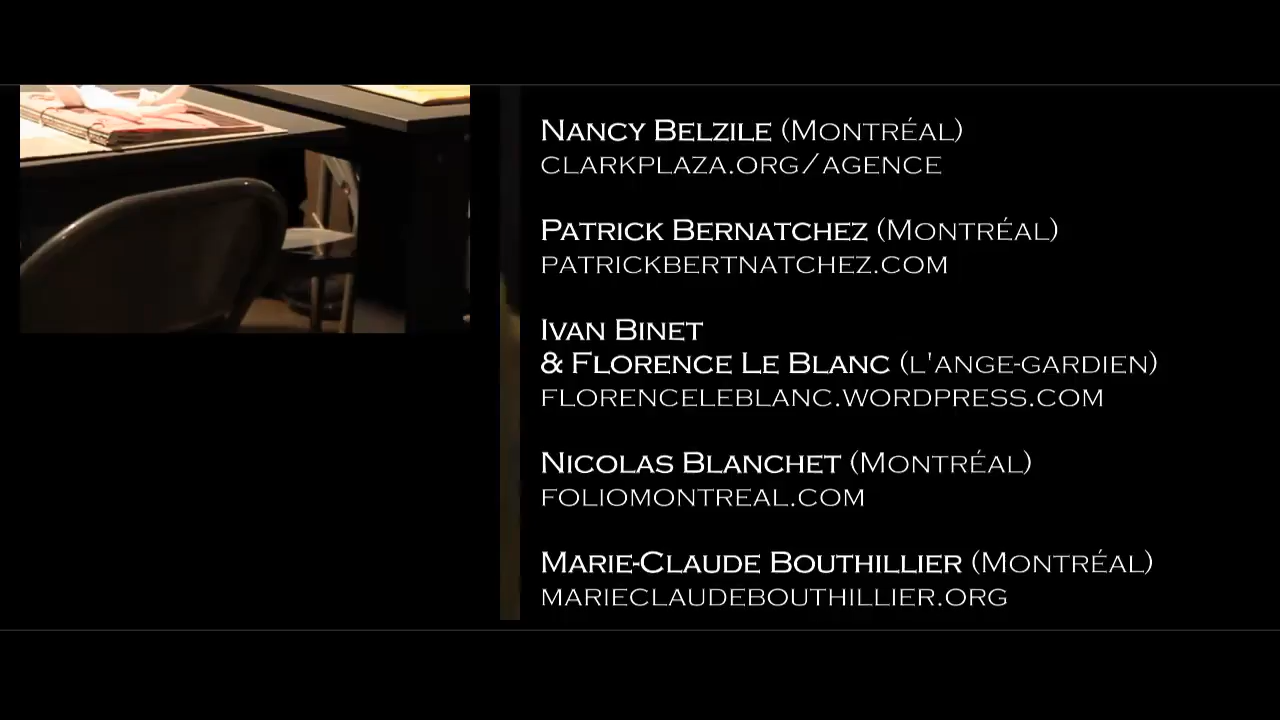 Nancy Belzile (Montréal)
clarkplaza.org/agence
Patrick Bernatchez (Montréal)
patrickbertnatchez.com
Ivan Binet
& Florence Le Blanc (l'ange-gardien)
florenceleblanc.wordpress.com
Nicolas Blanchet (Montréal)
foliomontreal.com
Marie-Claude Bouthillier (Montréal)
marieclaudebouthillier.org